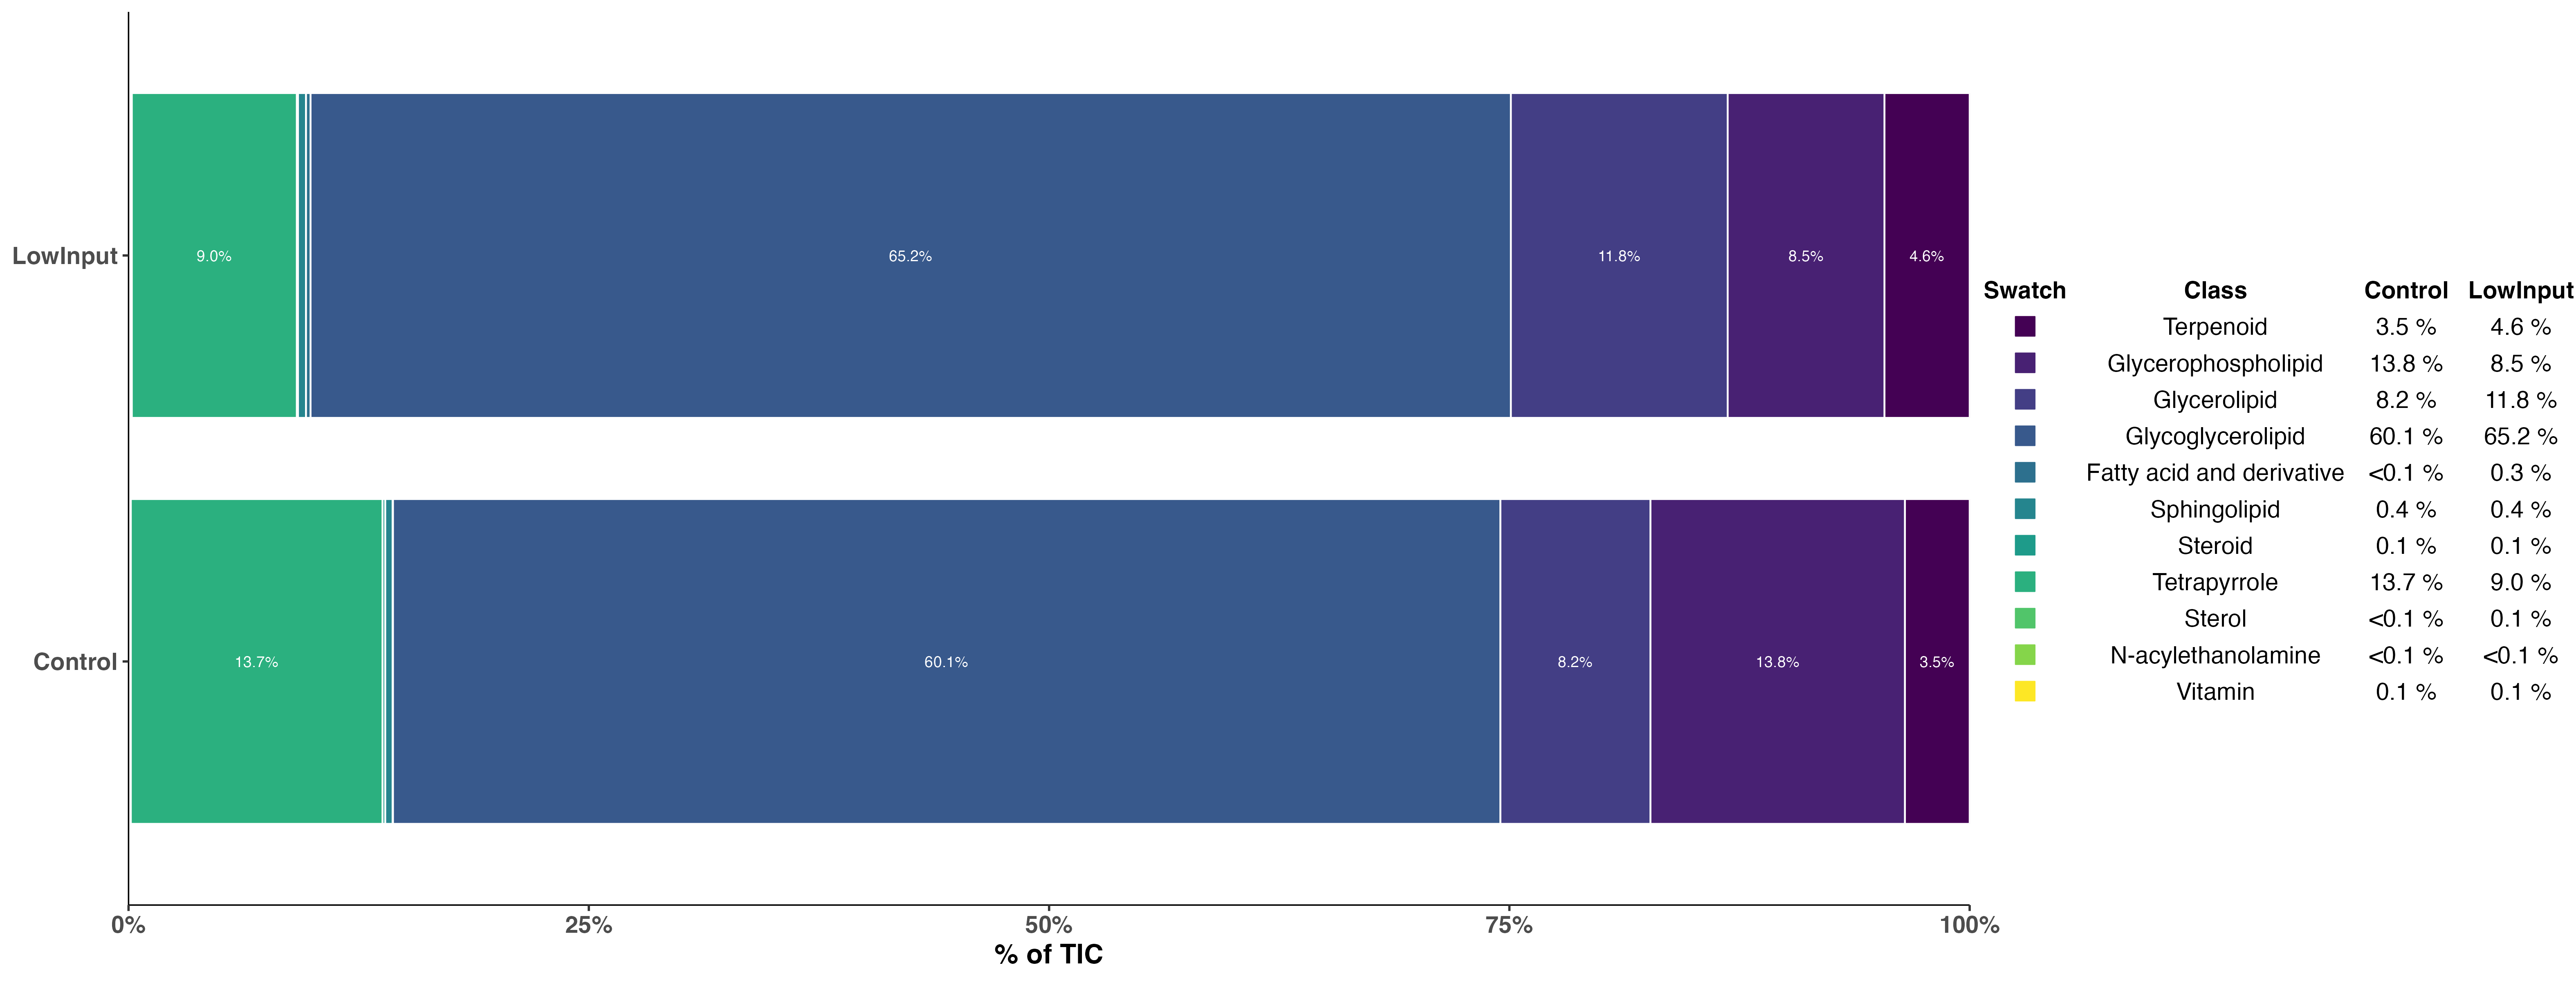 LowInput
9.0%
65.2%
11.8%
8.5%
4.6%
Control
13.7%
60.1%
8.2%
13.8%
3.5%
0%
25%
50%
75%
100%
% of TIC
Swatch Class Control LowInput
Terpenoid 3.5 % 4.6 %
Glycerophospholipid 13.8 % 8.5 %
Glycerolipid 8.2 % 11.8 %
Glycoglycerolipid 60.1 % 65.2 %
Fatty acid and derivative <0.1 % 0.3 %
Sphingolipid 0.4 % 0.4 %
Steroid 0.1 % 0.1 %
Tetrapyrrole 13.7 % 9.0 %
Sterol <0.1 % 0.1 %
N-acylethanolamine <0.1 % <0.1 %
Vitamin 0.1 % 0.1 %